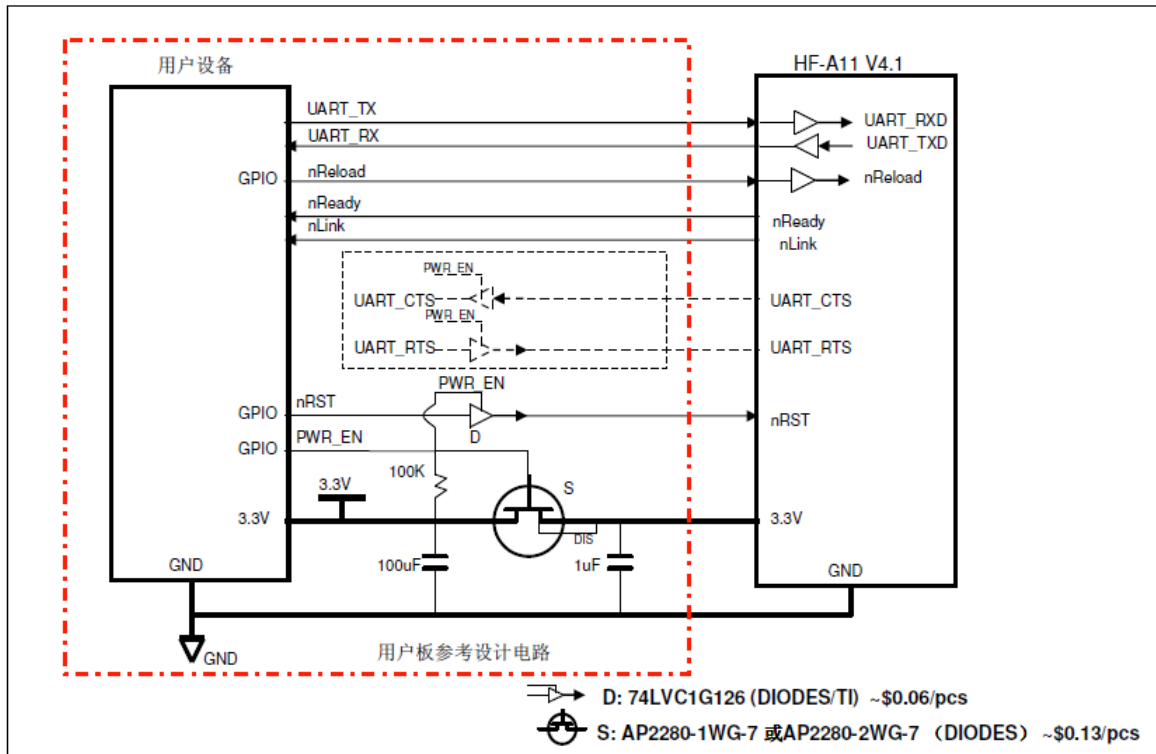 用户设备
HF-A11 V4.1
UART_TX
UART_RXD
UART_RX
UART_TXD
GPIO
nReload
nReload
nReady
nReady
nLink
nLink
PWR_EN
UART_CTS
UART_CTS
PWR_EN
UART_RTS
UART_RTS
PWR_EN
GPIO
nRST
nRST
D
GPIO
PWR_EN
100K
S
3.3V
3.3V
3.3V
DIS
100uF
1uF
GND
GND
GND
用户板参考设计电路
D: 74LVC1G126 (DIODES/TI) ~$0.06/pcs
S: AP2280-1WG-7 或AP2280-2WG-7 （DIODES） ~$0.13/pcs